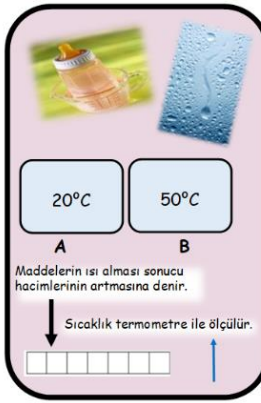 20°C
50°C
A
B
Maddelerin ısı alması sonucu
hacimlerinin artmasına denir.
Sıcaklık termometre ile ölçülür.